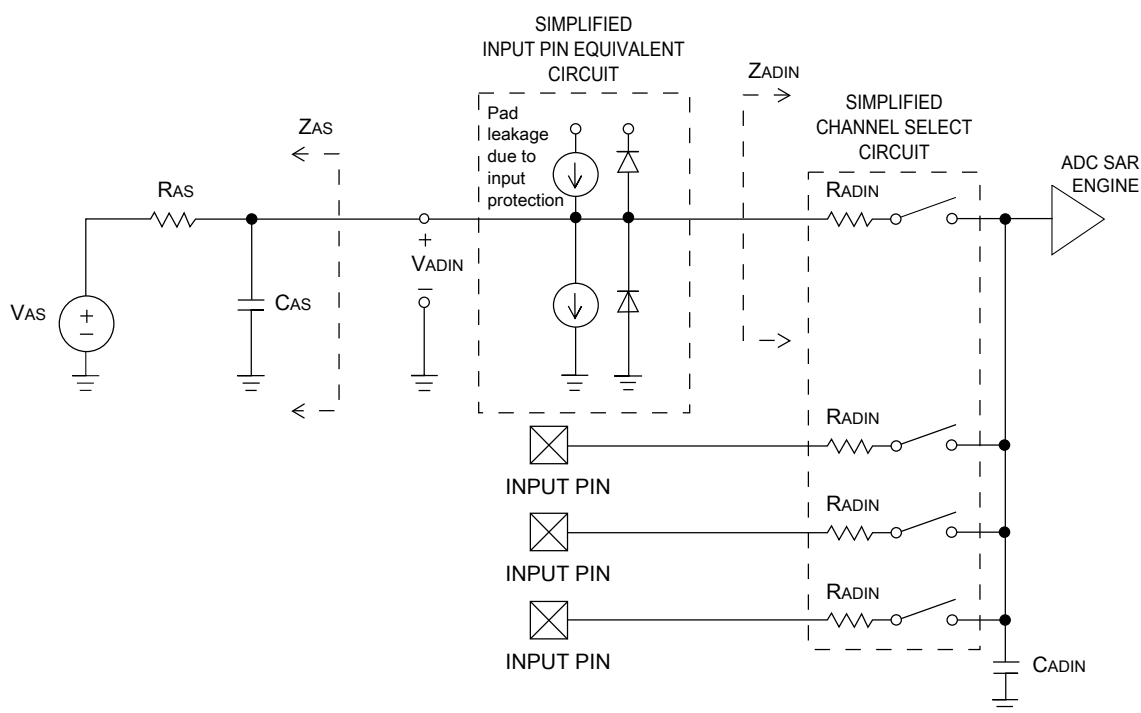 SIMPLIFIED
INPUT PIN EQUIVALENT
CIRCUIT
ZADIN
Pad
leakage
due to
input
protection
SIMPLIFIED
CHANNEL SELECT
CIRCUIT
ZAS
ADC SAR
ENGINE
RAS
RADIN
+
VADIN
–
CAS
VAS
+
–
RADIN
INPUT PIN
RADIN
INPUT PIN
RADIN
INPUT PIN
CADIN